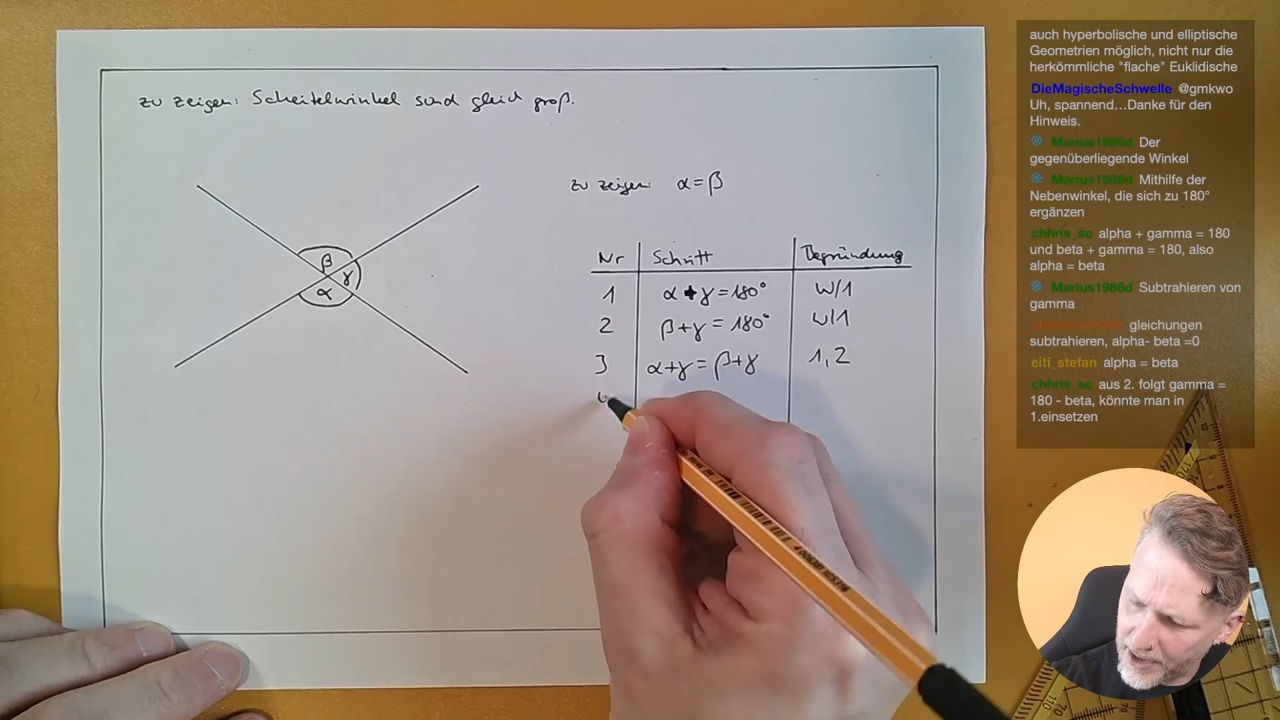 zu zeigen: Scheitelwinkel sind gleich groß.
zu zeigen: α=β
β
γ
α
Nr Schritt Begründung
1 α+γ=180° W/1
2 β+γ=180° W/1
3 α+γ=β+γ 1,2
auch hyperbolische und elliptische
Geometrien möglich, nicht nur die
herkömmliche "flache" Euklidische
DieMagischeSchwelle @gmkwo
Uh, spannend...Danke für den
Hinweis.
Marius1986d Der
gegenüberliegende Winkel
Marius1986d Mithilfe der
Nebenwinkel, die sich zu 180°
ergänzen
chhris_sc alpha + gamma = 180
und beta + gamma = 180, also
alpha = beta
Marius1986d Subtrahieren von
gamma
gleichungen
subtrahieren, alpha- beta =0
eiti_stefan alpha = beta
chhris_sc aus 2. folgt gamma =
180 - beta, könnte man in
1.einsetzen